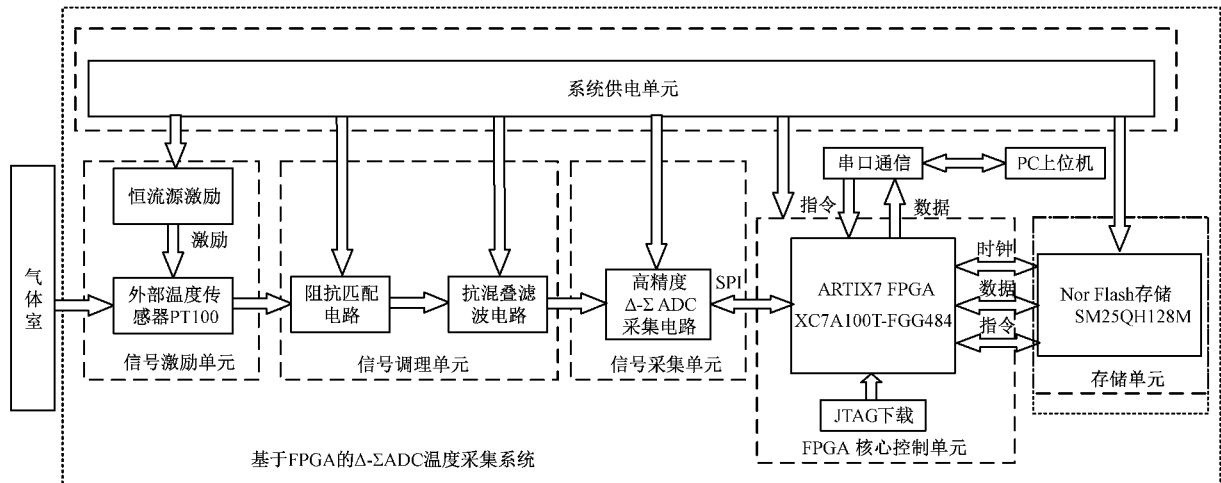 系统供电单元
串口通信
PC上位机
恒流源激励
指令
数据
激励
气体室
时钟
外部温度传
感器PT100
阻抗匹配
电路
抗混叠滤
波电路
高精度
Δ-Σ ADC
采集电路
SPI
ARTIX7 FPGA
XC7A100T-FGG484
数据
指令
Nor Flash存储
SM25QH128M
信号激励单元
信号调理单元
信号采集单元
存储单元
JTAG下载
FPGA 核心控制单元
基于FPGA的Δ-ΣADC温度采集系统